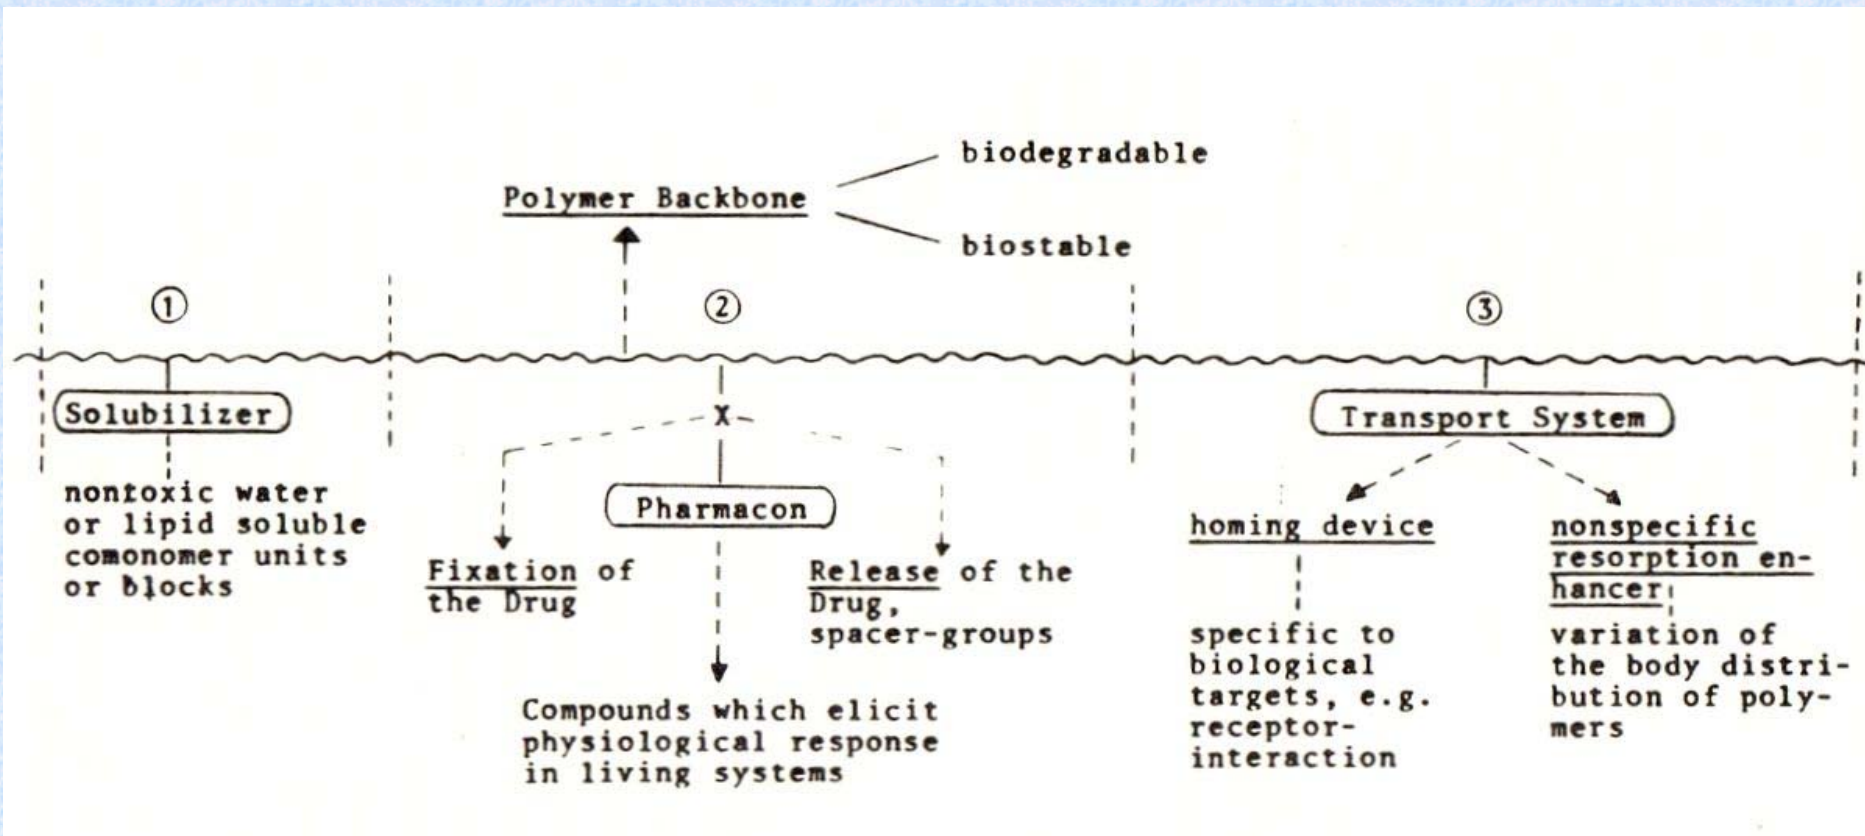 biodegradable
Polymer Backbone
biostable
①
②
③
Solubilizer
nontoxic water
or lipid soluble
comonomer units
or blocks
X
Pharmacon
Fixation of
the Drug
Release of the
Drug,
spacer-groups
Compounds which elicit
physiological response
in living systems
Transport System
homing device
specific to
biological
targets, e.g.
receptor-
interaction
nonspecific
resorption en-
hancer
variation of
the body distri-
bution of poly-
mers